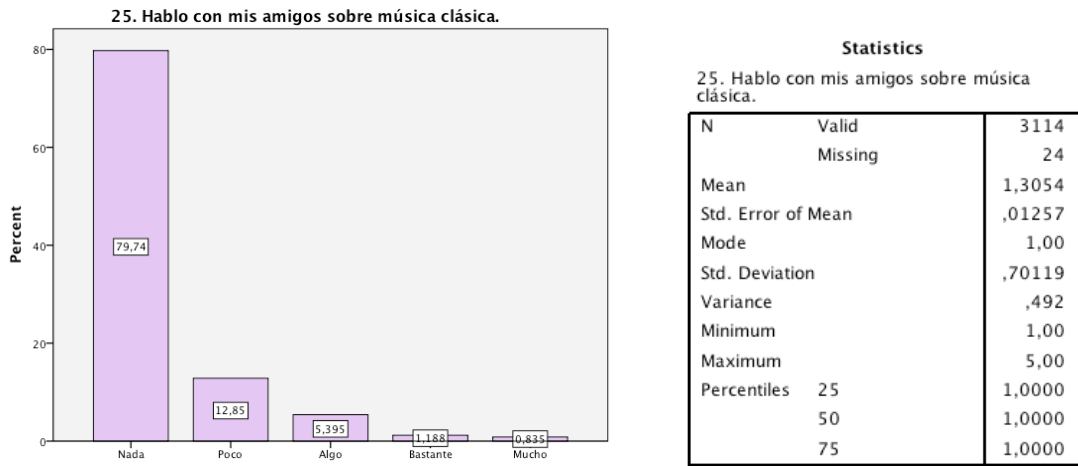 25. Hablo con mis amigos sobre música clásica.
Percent
80
60
40
20
0
79,74
12,85
5,395
1,188
0,835
Nada
Poco
Algo
Bastante
Mucho
Statistics
25. Hablo con mis amigos sobre música
clásica.
N Valid 3114
Missing 24
Mean 1,3054
Std. Error of Mean ,01257
Mode 1,00
Std. Deviation ,70119
Variance ,492
Minimum 1,00
Maximum 5,00
Percentiles 25 1,0000
50 1,0000
75 1,0000